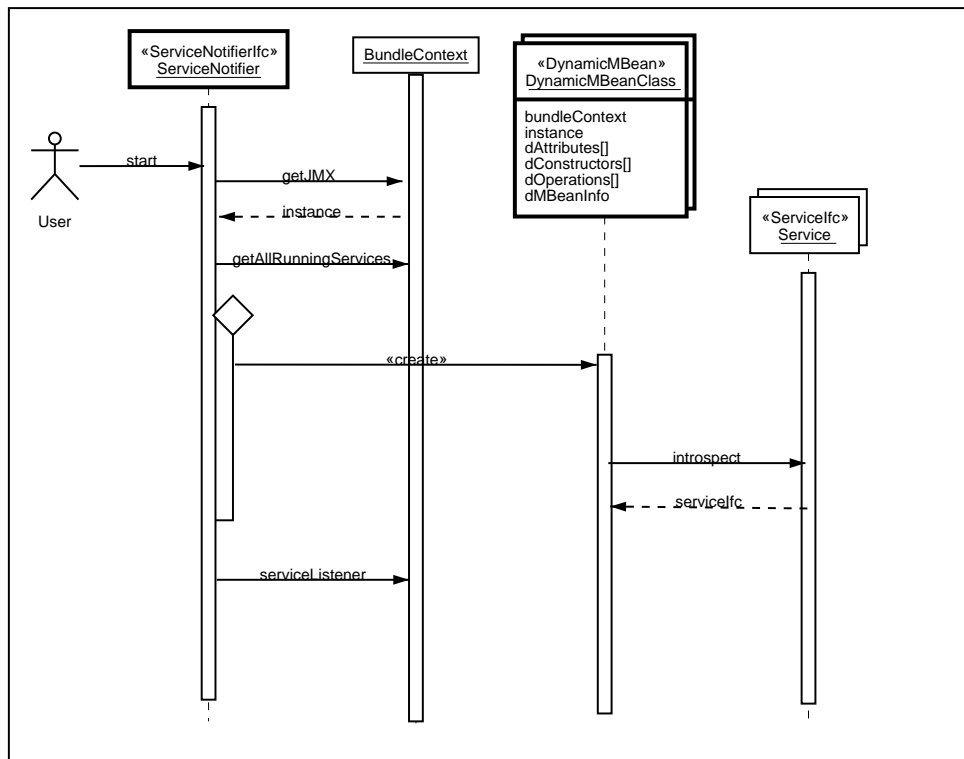 «ServiceNotifierIfc»
ServiceNotifier
BundleContext
«DynamicMBean»
DynamicMBeanClass
bundleContext
instance
dAttributes[]
dConstructors[]
dOperations[]
dMBeanInfo
User
start
getJMX
instance
«ServiceIfc»
Service
getAllRunningServices
«create»
introspect
serviceIfc
serviceListener